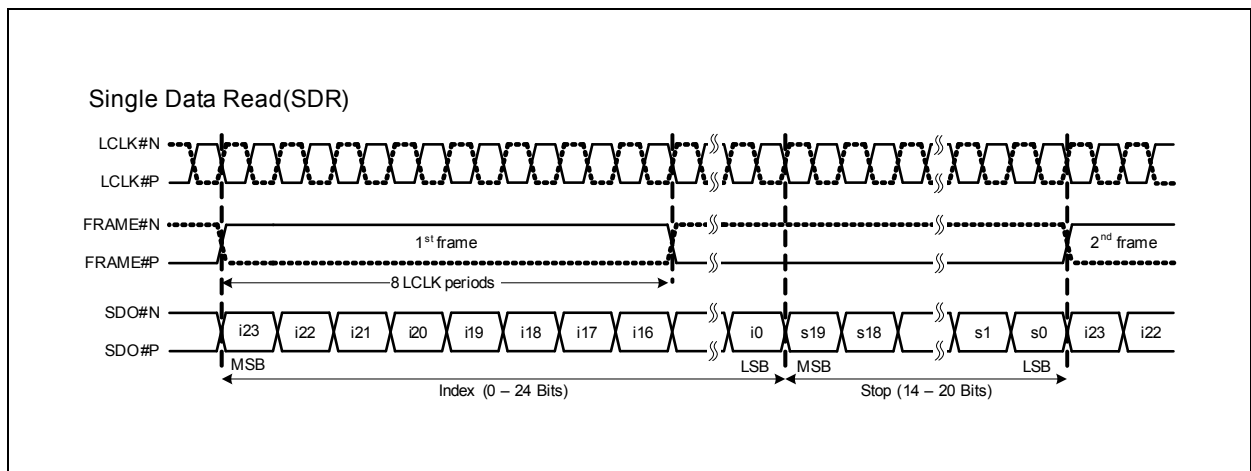 Single Data Read(SDR)
LCLK#N
LCLK#P
FRAME#N
1st frame
2nd frame
FRAME#P
8 LCLK periods
SDO#N
i23 i22 i21 i20 i19 i18 i17 i16 i0 s19 s18 s1 s0 i23 i22
SDO#P
MSB LSB MSB LSB
Index (0 – 24 Bits) Stop (14 – 20 Bits)